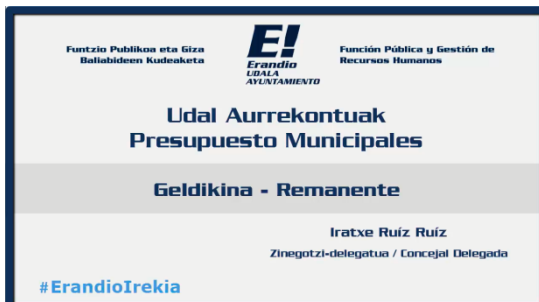 Funtzio Publikoa eta Giza
Baliabideen Kudeaketa
E!
Erandio
UDALA
AYUNTAMIENTO
Función Pública y Gestión de
Recursos Humanos
Udal Aurrekontuak
Presupuesto Municipales
Geldikina - Remanente
Iratxe Ruíz Ruíz
Zinegotzi-delegatua / Concejal Delegada
#ErandioIrekia